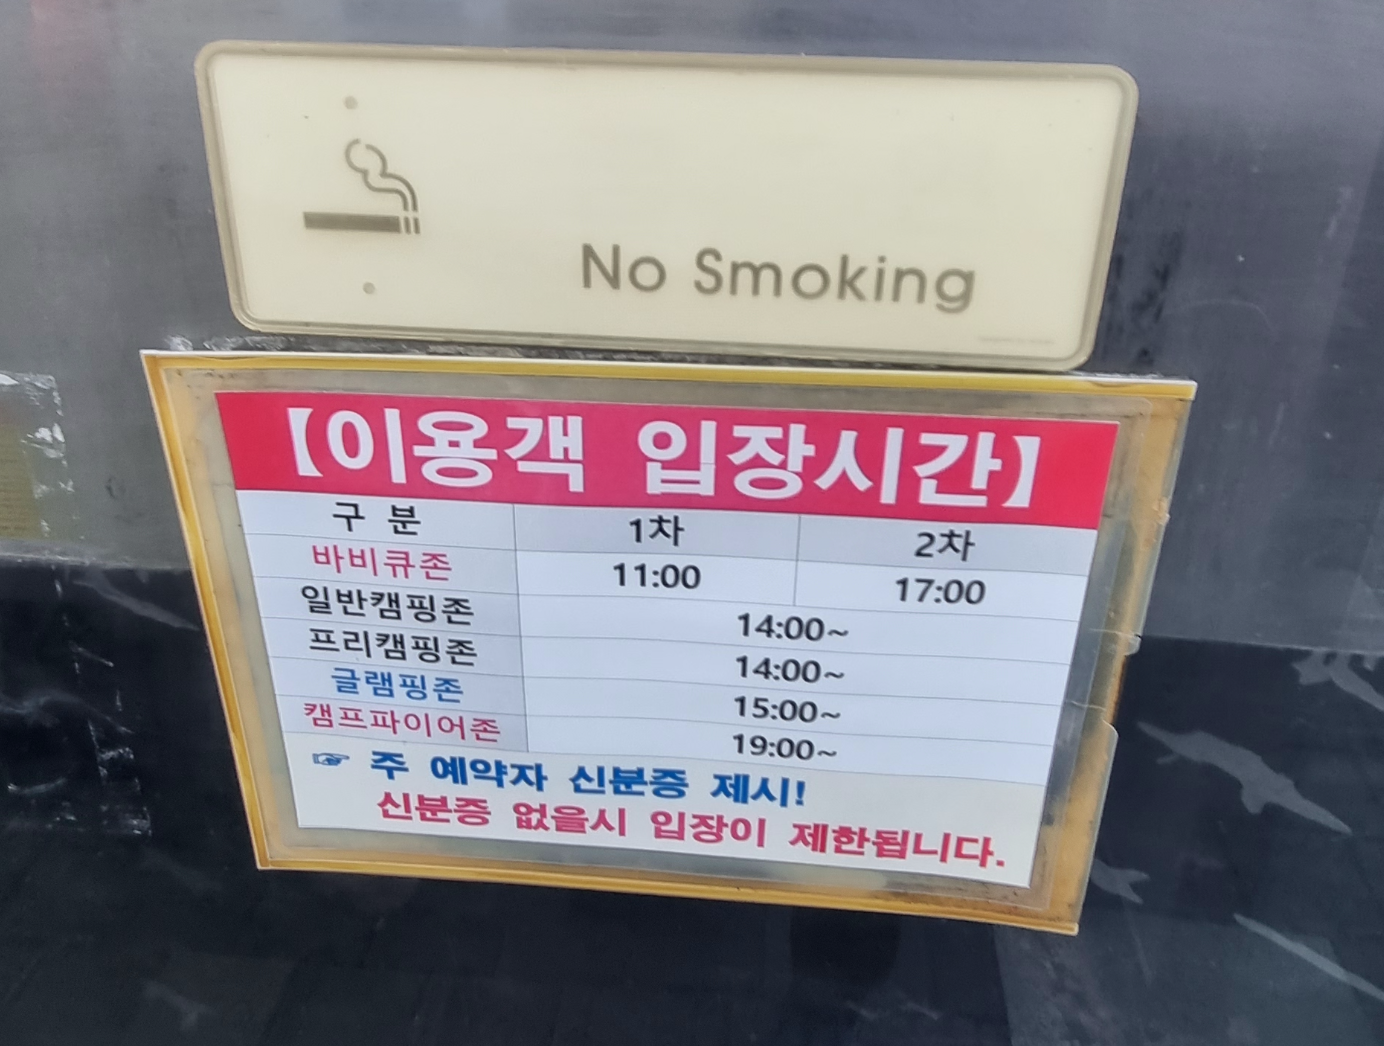 No Smoking
【이용객 입장시간】
구 분 1차 2차
바비큐존 11:00 17:00
일반캠핑존 14:00~
프리캠핑존 14:00~
글램핑존 15:00~
캠프파이어존 19:00~
☞ 주 예약자 신분증 제시!
신분증 없을시 입장이 제한됩니다.